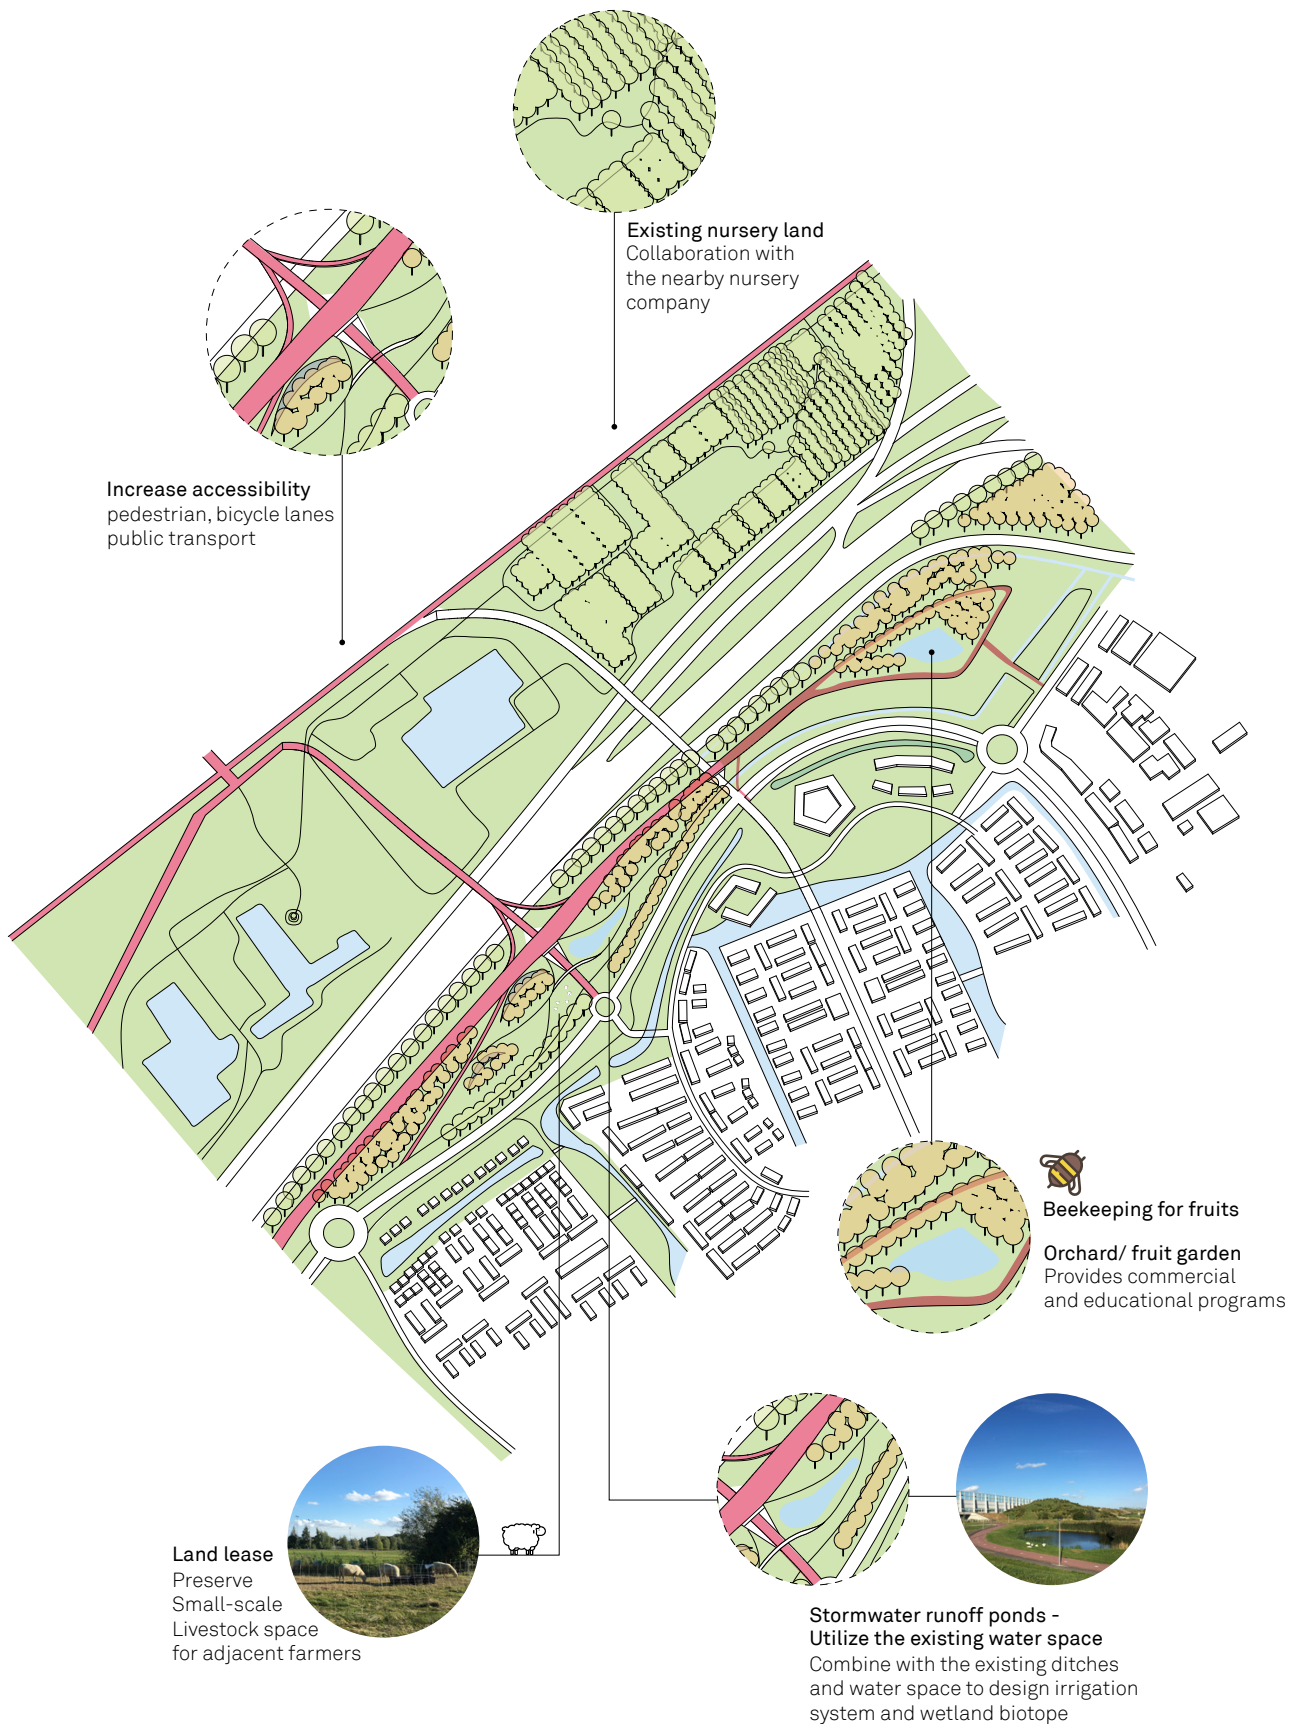 Existing nursery land
Collaboration with
the nearby nursery
company
Increase accessibility
pedestrian, bicycle lanes
public transport
Beekeeping for fruits
Orchard/ fruit garden
Provides commercial
and educational programs
Land lease
Preserve
Small-scale
Livestock space
for adjacent farmers
Stormwater runoff ponds -
Utilize the existing water space
Combine with the existing ditches
and water space to design irrigation
system and wetland biotope